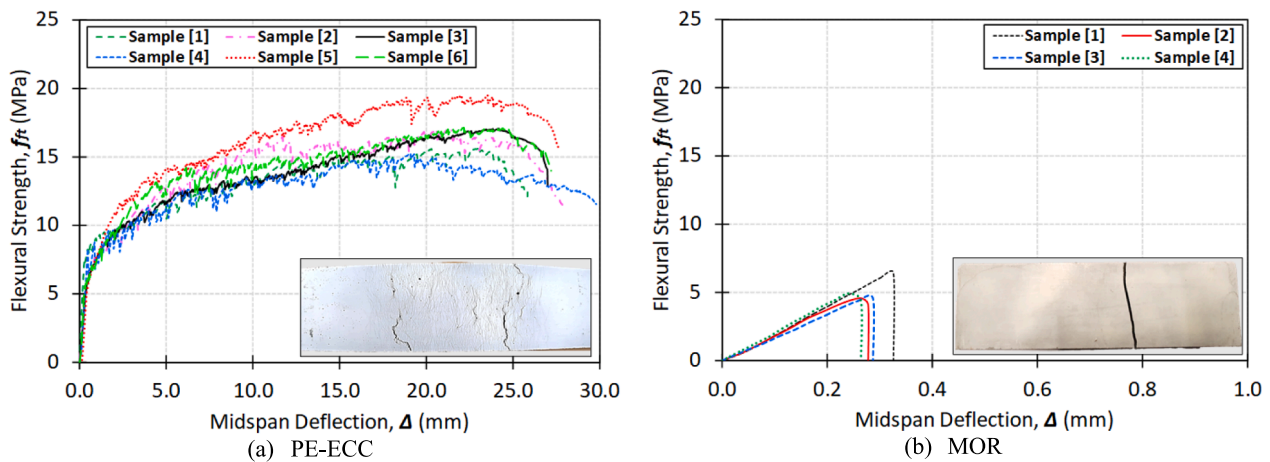 25
20
15
10
5
0
Flexural Strength, fft (MPa)
Sample [1] Sample [2] Sample [3]
Sample [4] Sample [5] Sample [6]
0.0 5.0 10.0 15.0 20.0 25.0 30.0
Midspan Deflection, Δ (mm)
(a) PE-ECC
25
20
15
10
5
0
Flexural Strength, fft (MPa)
Sample [1] Sample [2]
Sample [3] Sample [4]
0.0 0.2 0.4 0.6 0.8 1.0
Midspan Deflection, Δ (mm)
(b) MOR